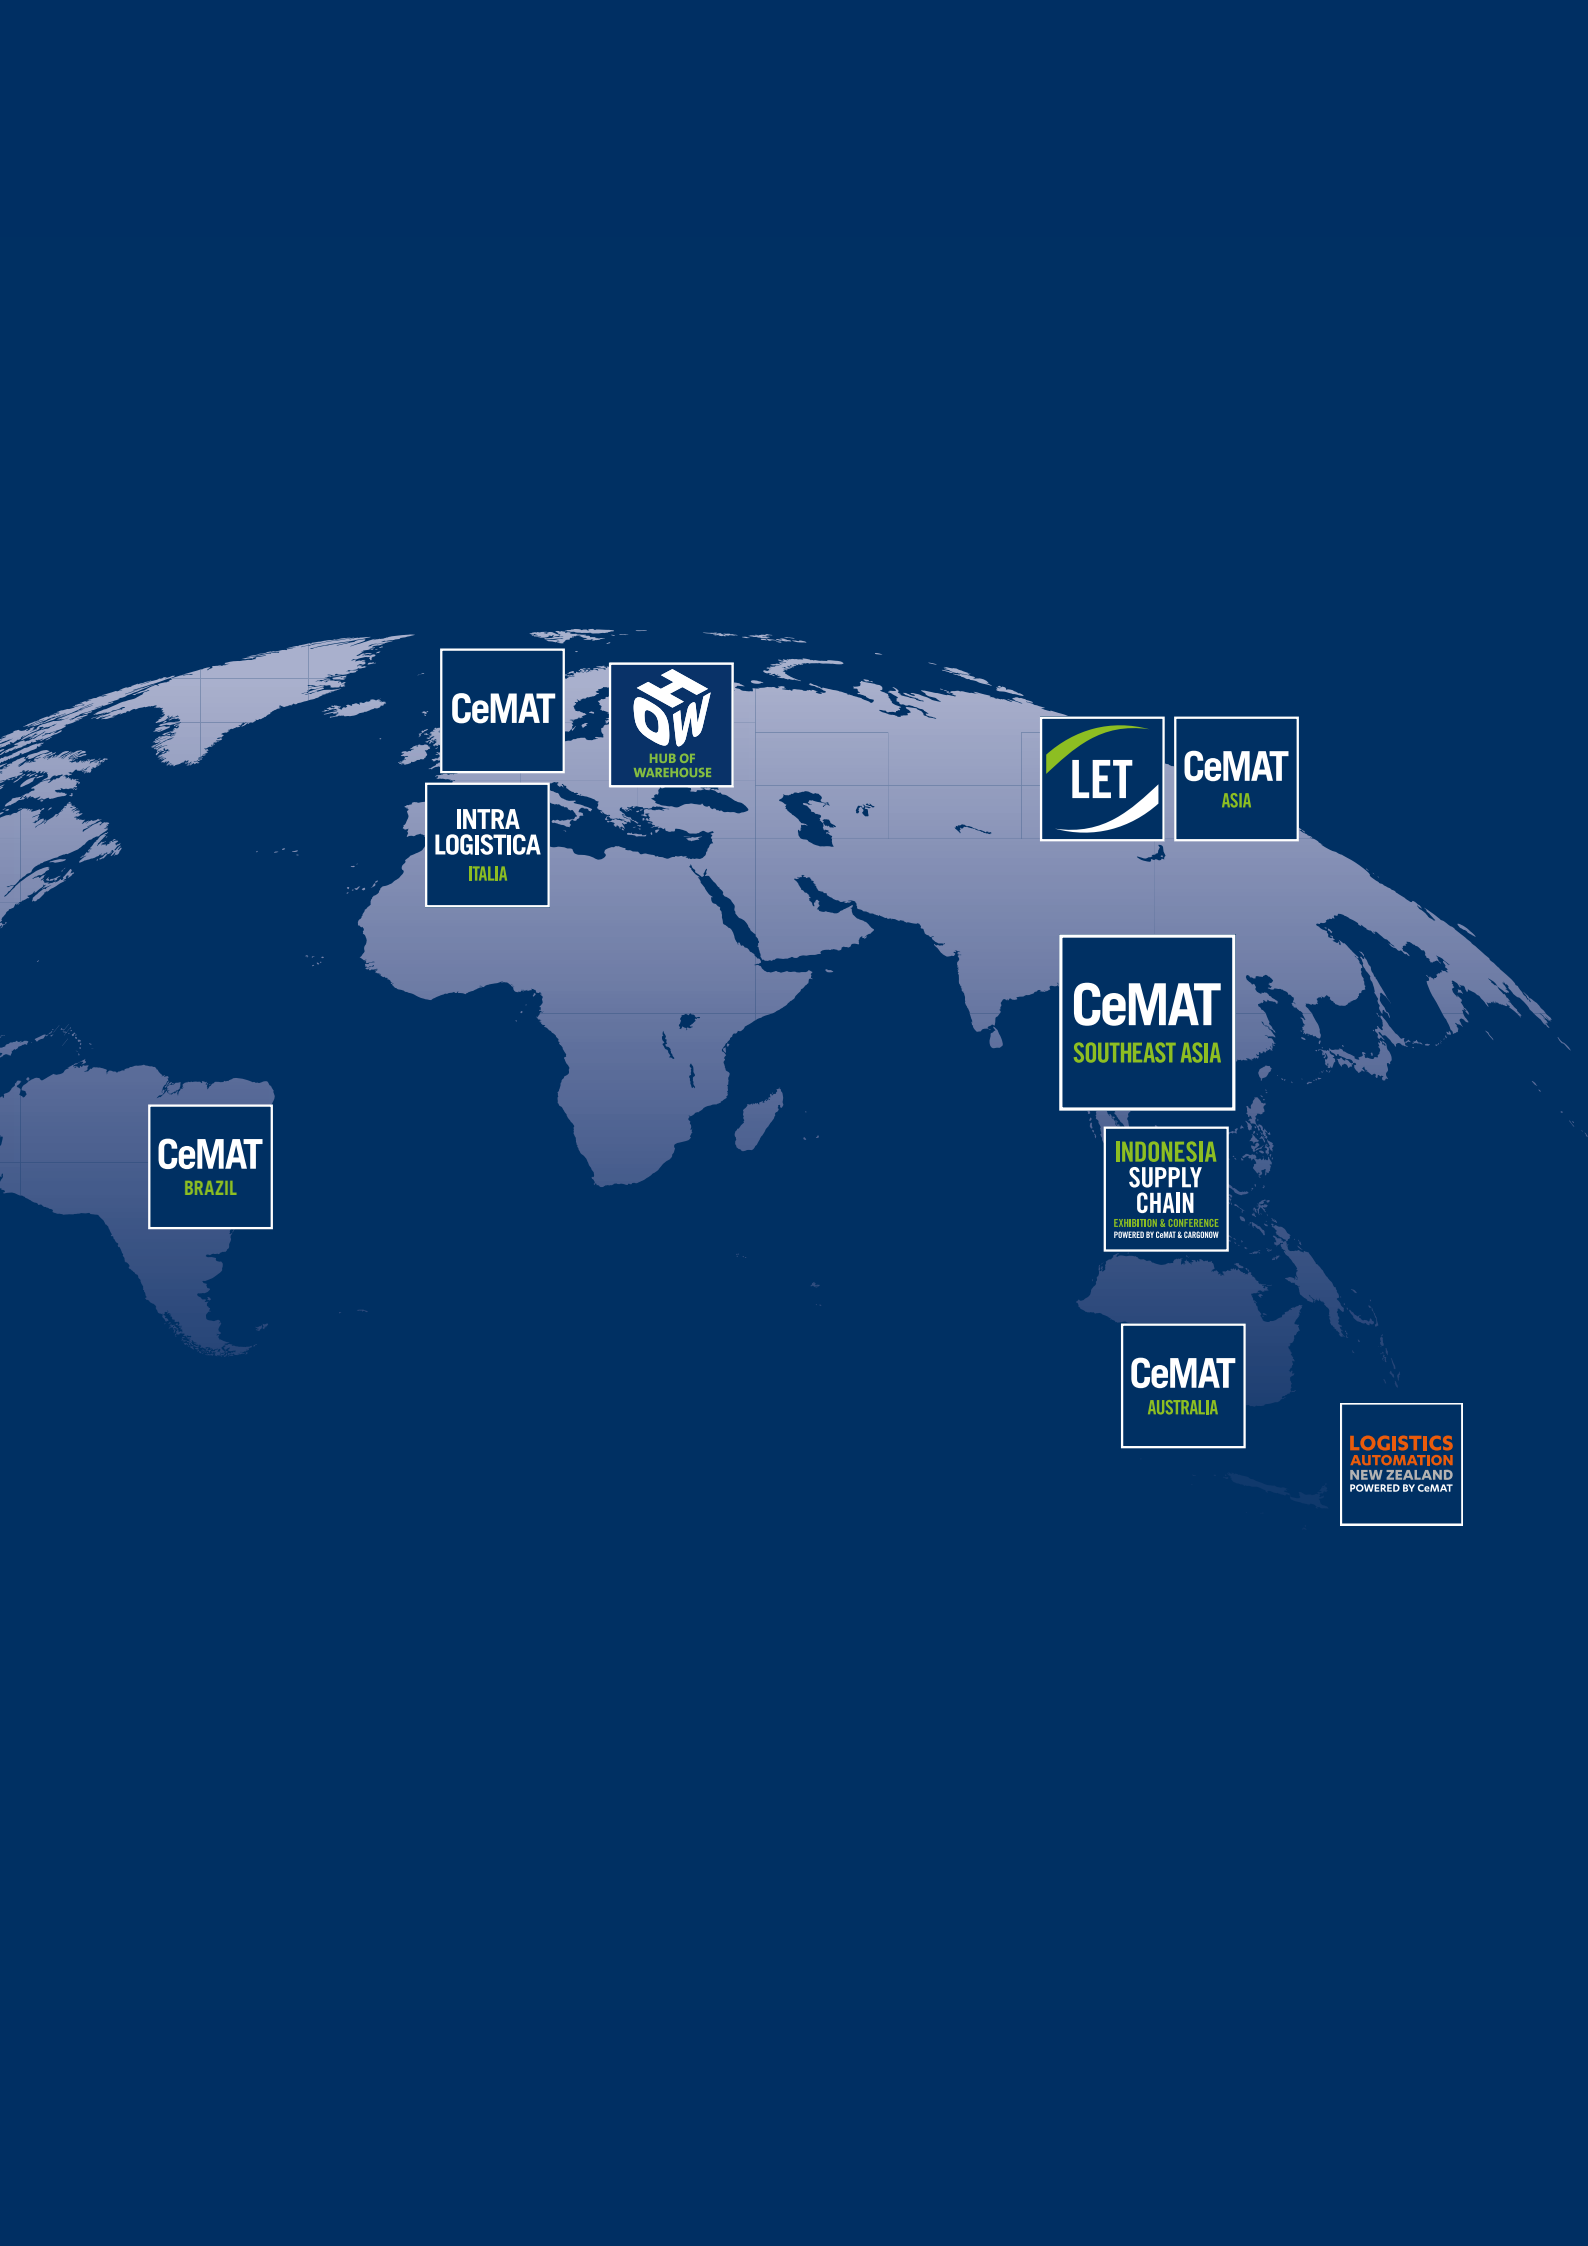 CeMAT
HOW
HUB OF
WAREHOUSE
INTRA
LOGISTICA
ITALIA
LET
CeMAT
ASIA
CeMAT
SOUTHEAST ASIA
CeMAT
BRAZIL
INDONESIA
SUPPLY
CHAIN
EXHIBITION & CONFERENCE
POWERED BY CeMAT & CARGONOW
CeMAT
AUSTRALIA
LOGISTICS
AUTOMATION
NEW ZEALAND
POWERED BY CeMAT